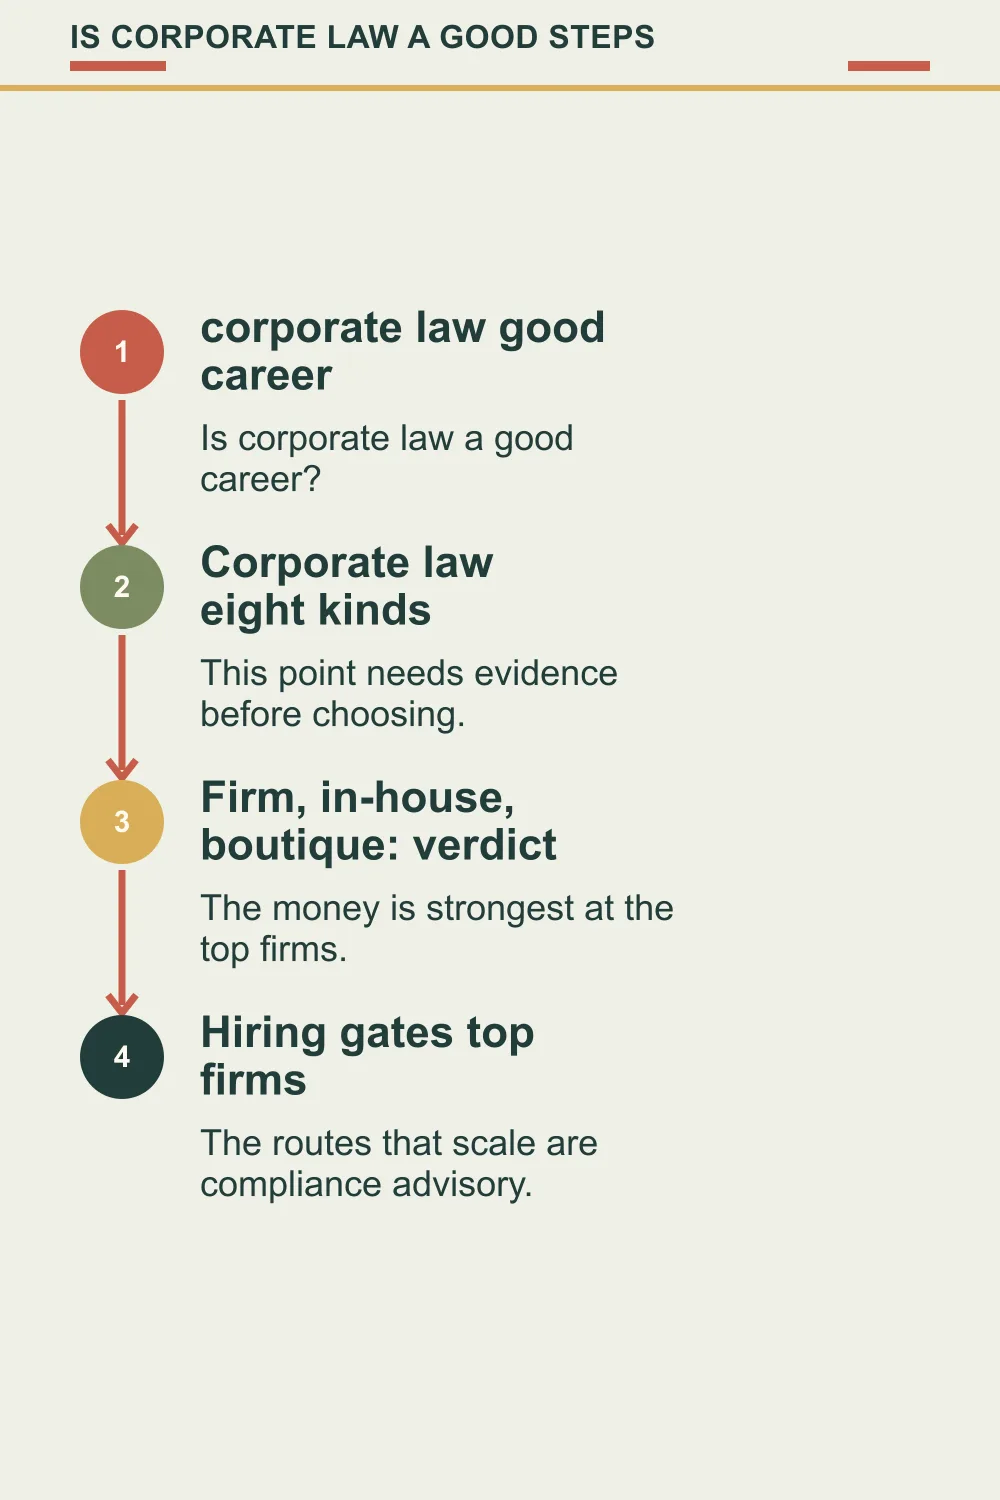 IS CORPORATE LAW A GOOD STEPS
1
corporate law good
career
Is corporate law a good
career?
2
Corporate law
eight kinds
This point needs evidence
before choosing.
3
Firm, in-house,
boutique: verdict
The money is strongest at the
top firms.
4
Hiring gates top
firms
The routes that scale are
compliance advisory.